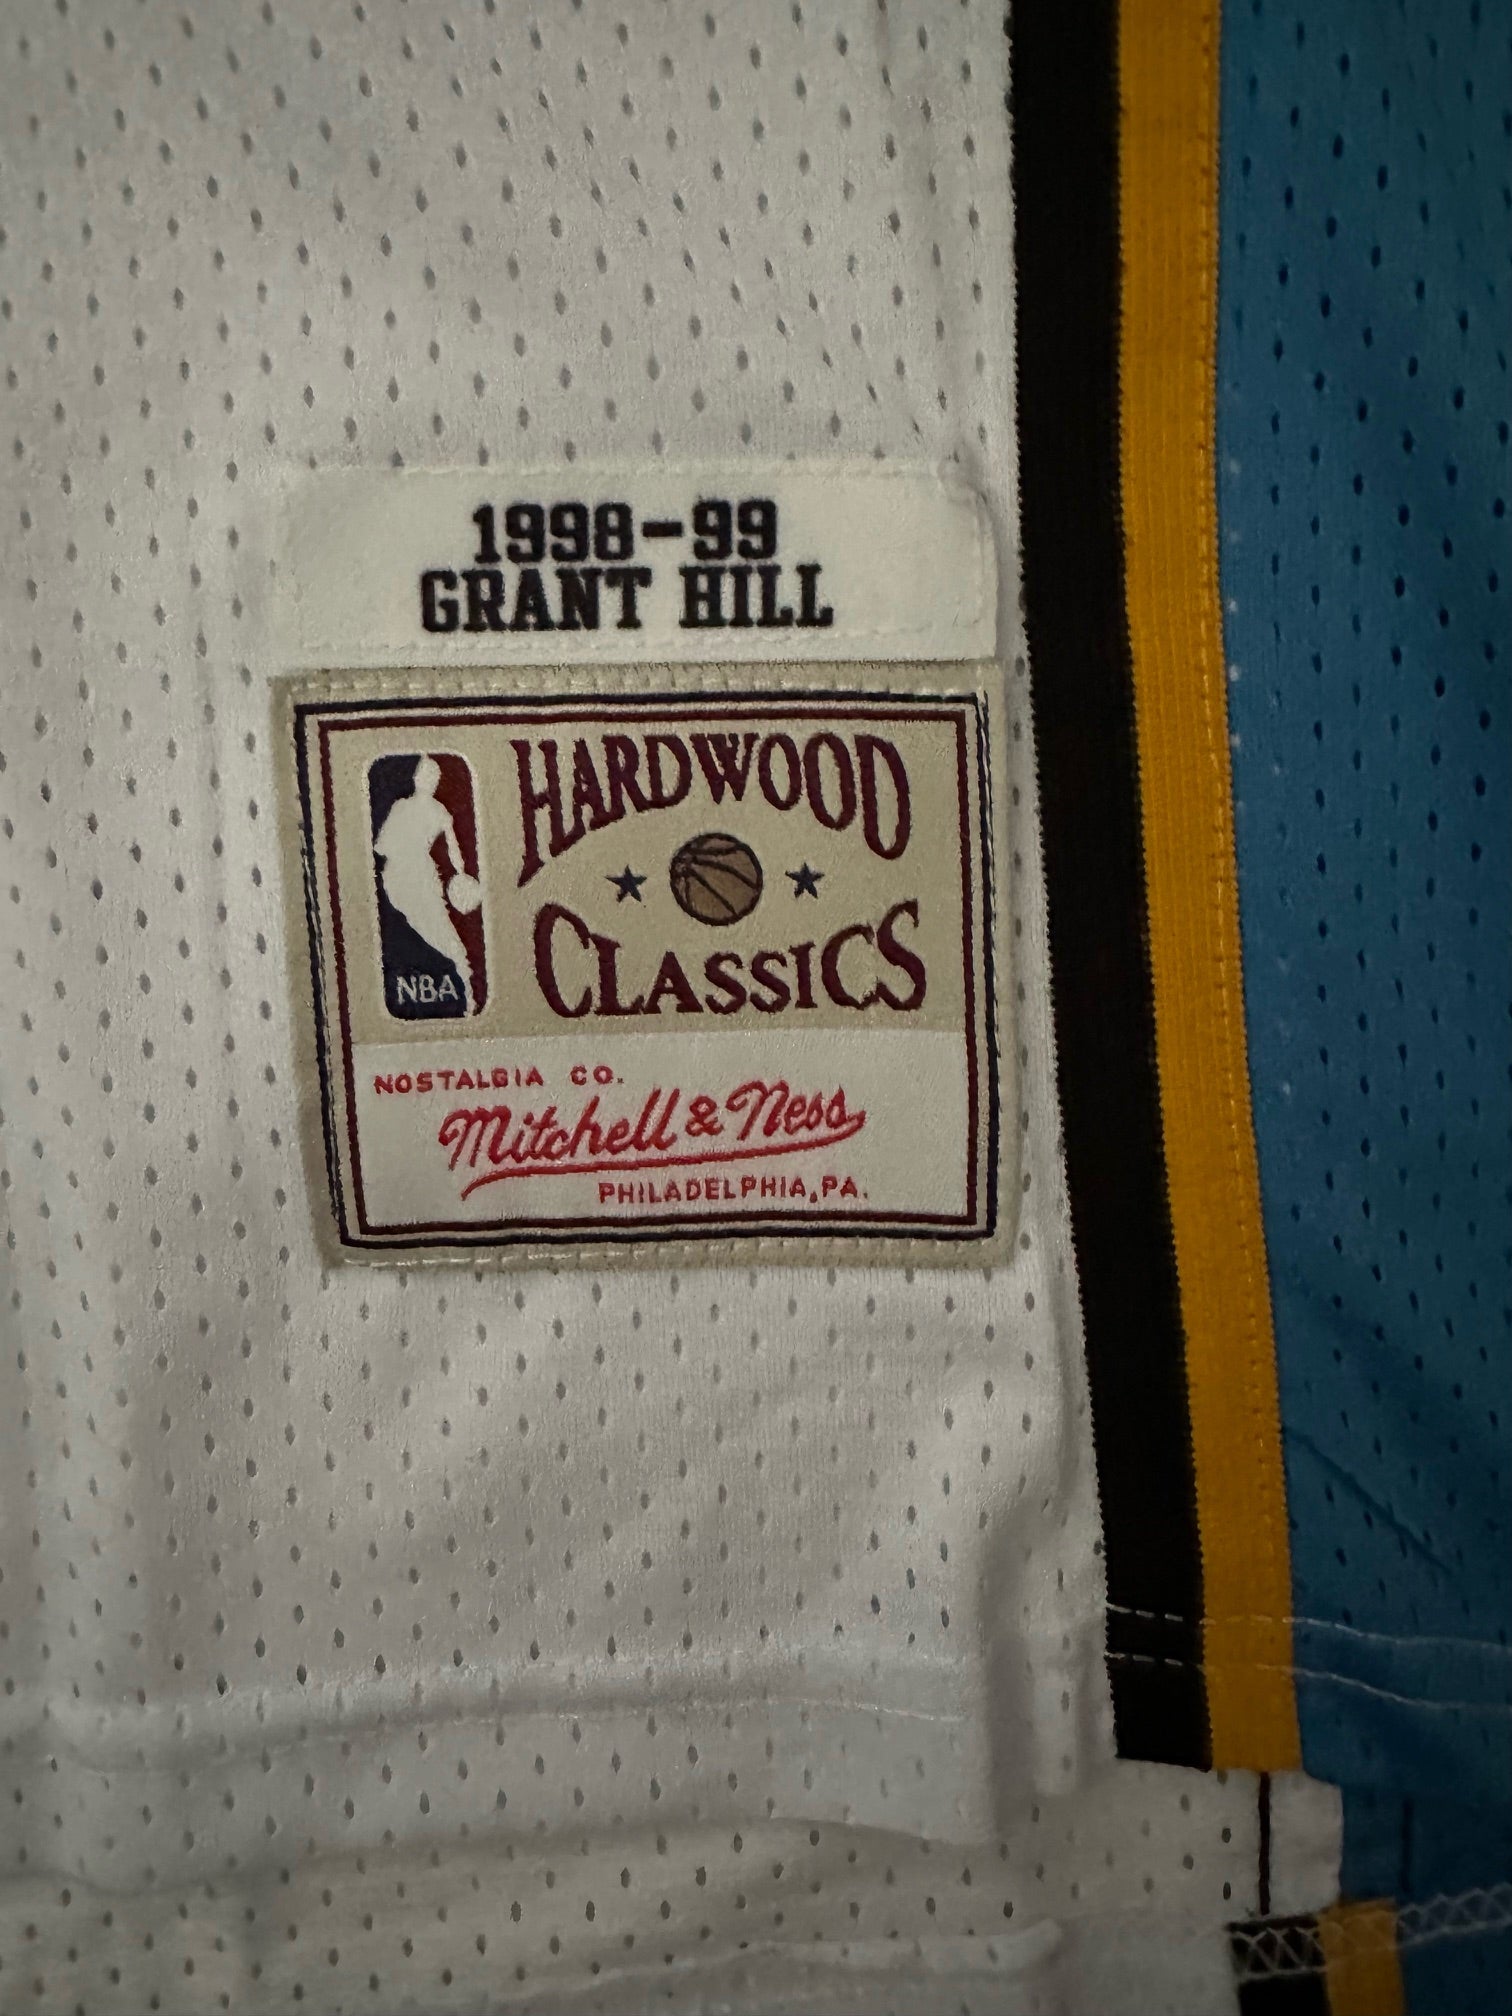 1998-99
GRANT HILL
HARDWOOD
CLASSICS
NBA
NOSTALGIA CO.
Mitchell & Ness
PHILADELPHIA, PA.